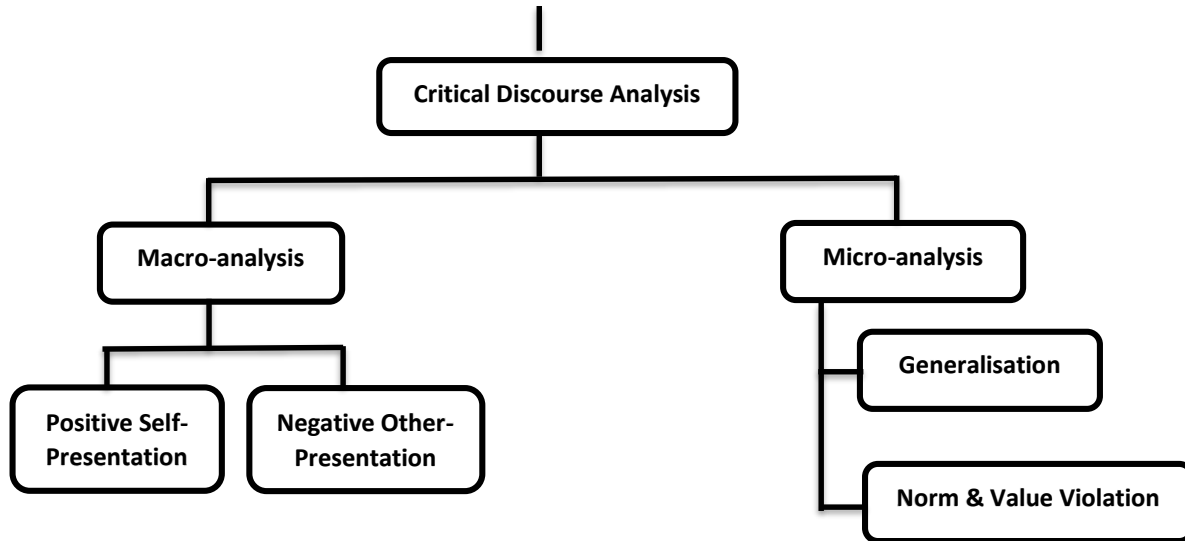 Critical Discourse Analysis
Macro-analysis
Micro-analysis
Generalisation
Positive Self-
Presentation
Negative Other-
Presentation
Norm & Value Violation